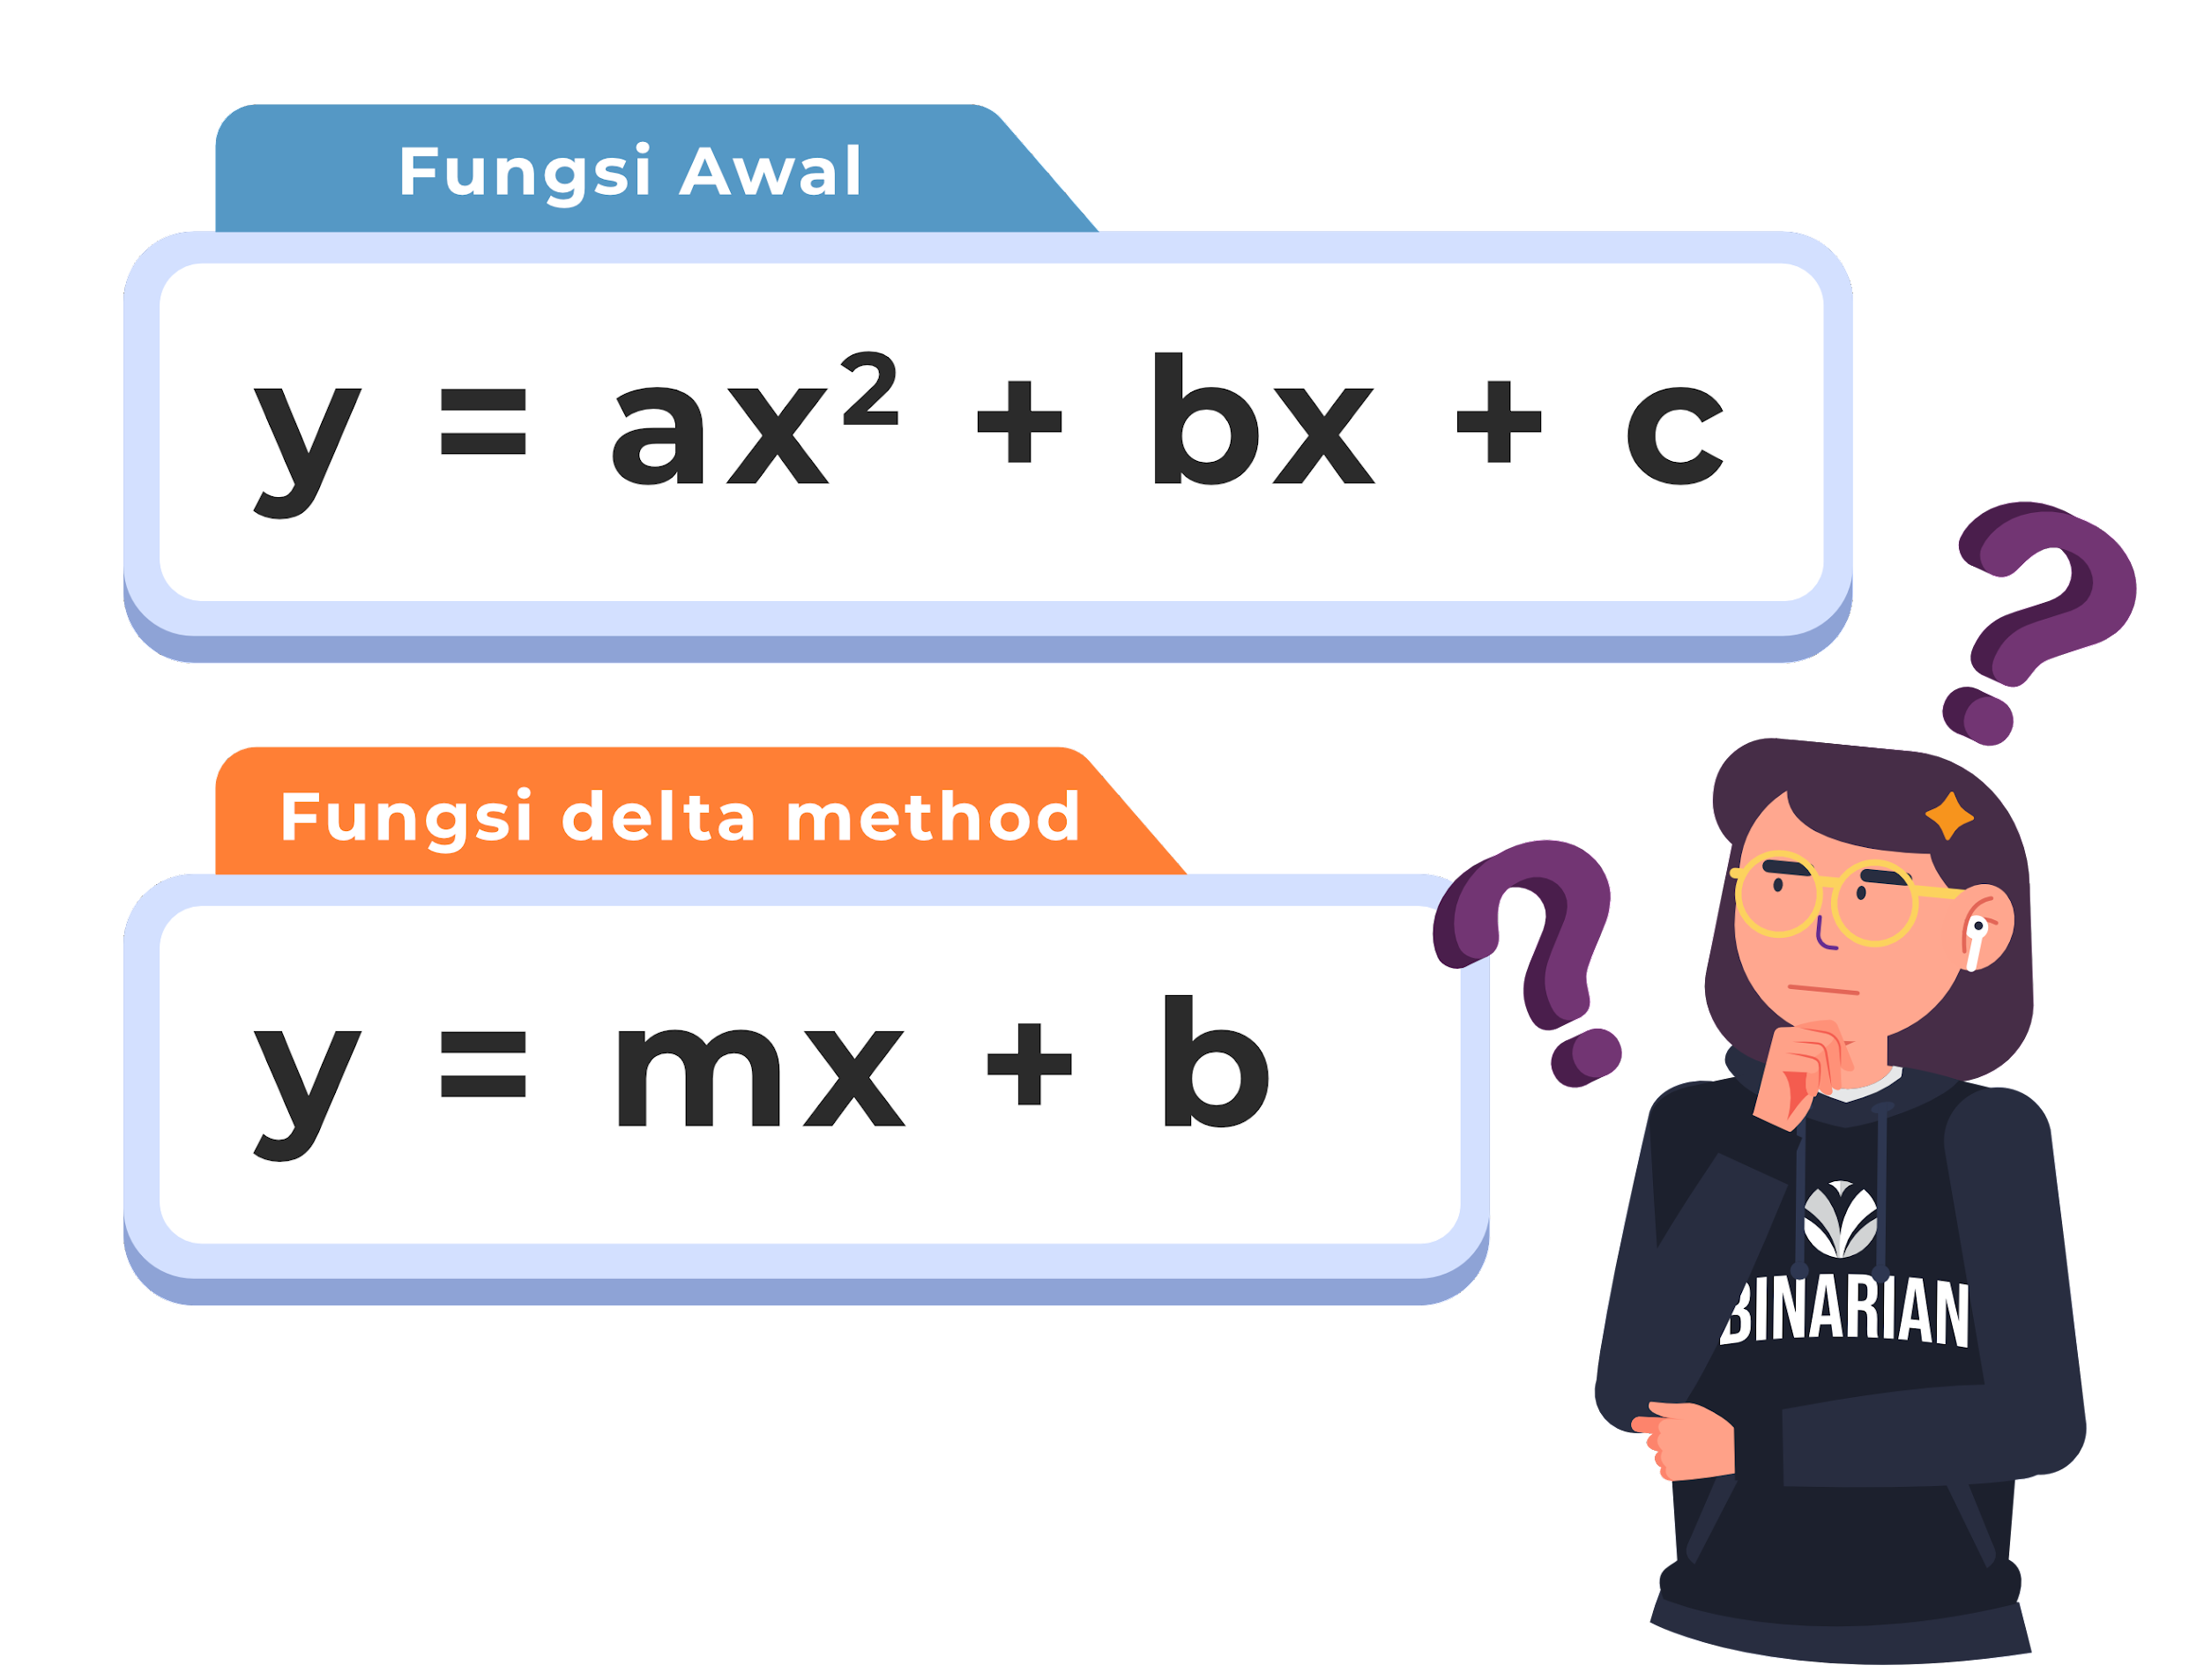 Fungsi Awal
y = ax² + bx + c
Fungsi delta method
y = mx + b
BINARIAN